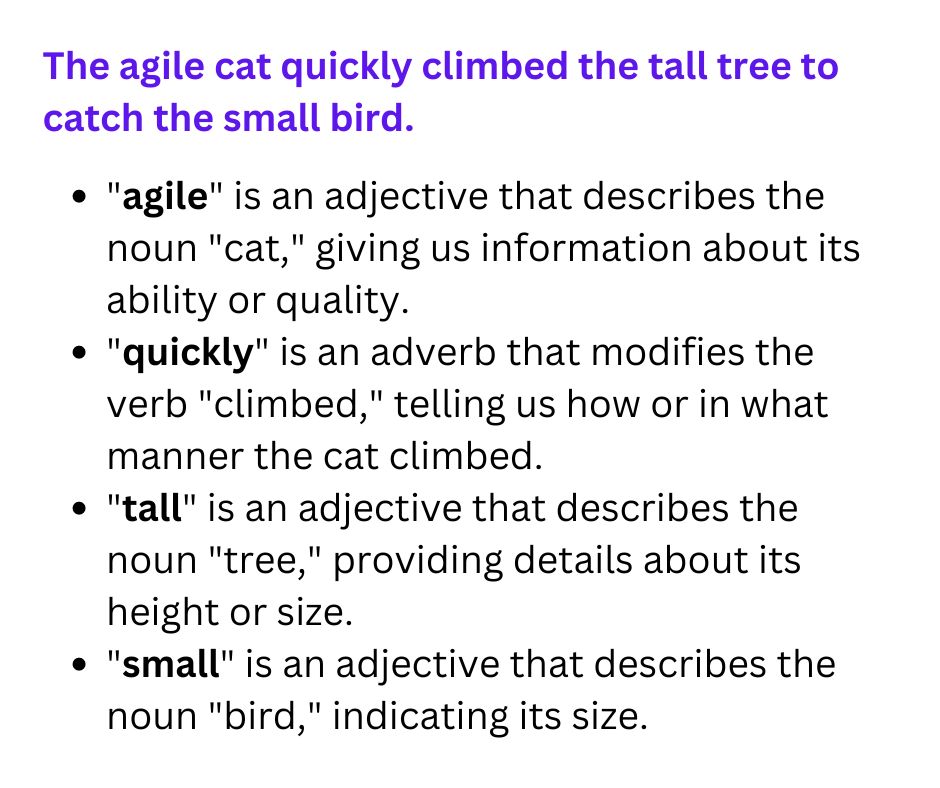 The agile cat quickly climbed the tall tree to
catch the small bird.
• "agile" is an adjective that describes the
noun "cat," giving us information about its
ability or quality.
• "quickly" is an adverb that modifies the
verb "climbed," telling us how or in what
manner the cat climbed.
• "tall" is an adjective that describes the
noun "tree," providing details about its
height or size.
• "small" is an adjective that describes the
noun "bird," indicating its size.